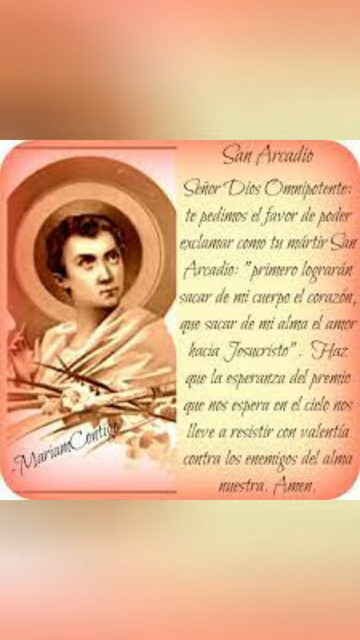 San Arcadio
Señor Dios Omnipotente:
te pedimos el favor de poder
exclamar como tu mártir San
Arcadio: "primero lograrán
sacar de mi cuerpo el corazón,
que sacar de mi alma el amor
hacia Jesucristo". Haz
que la esperanza del premio
que nos espera en el cielo nos
lleve a resistir con valentía
contra los enemigos del alma
nuestra. Amen.
-MariamContigo